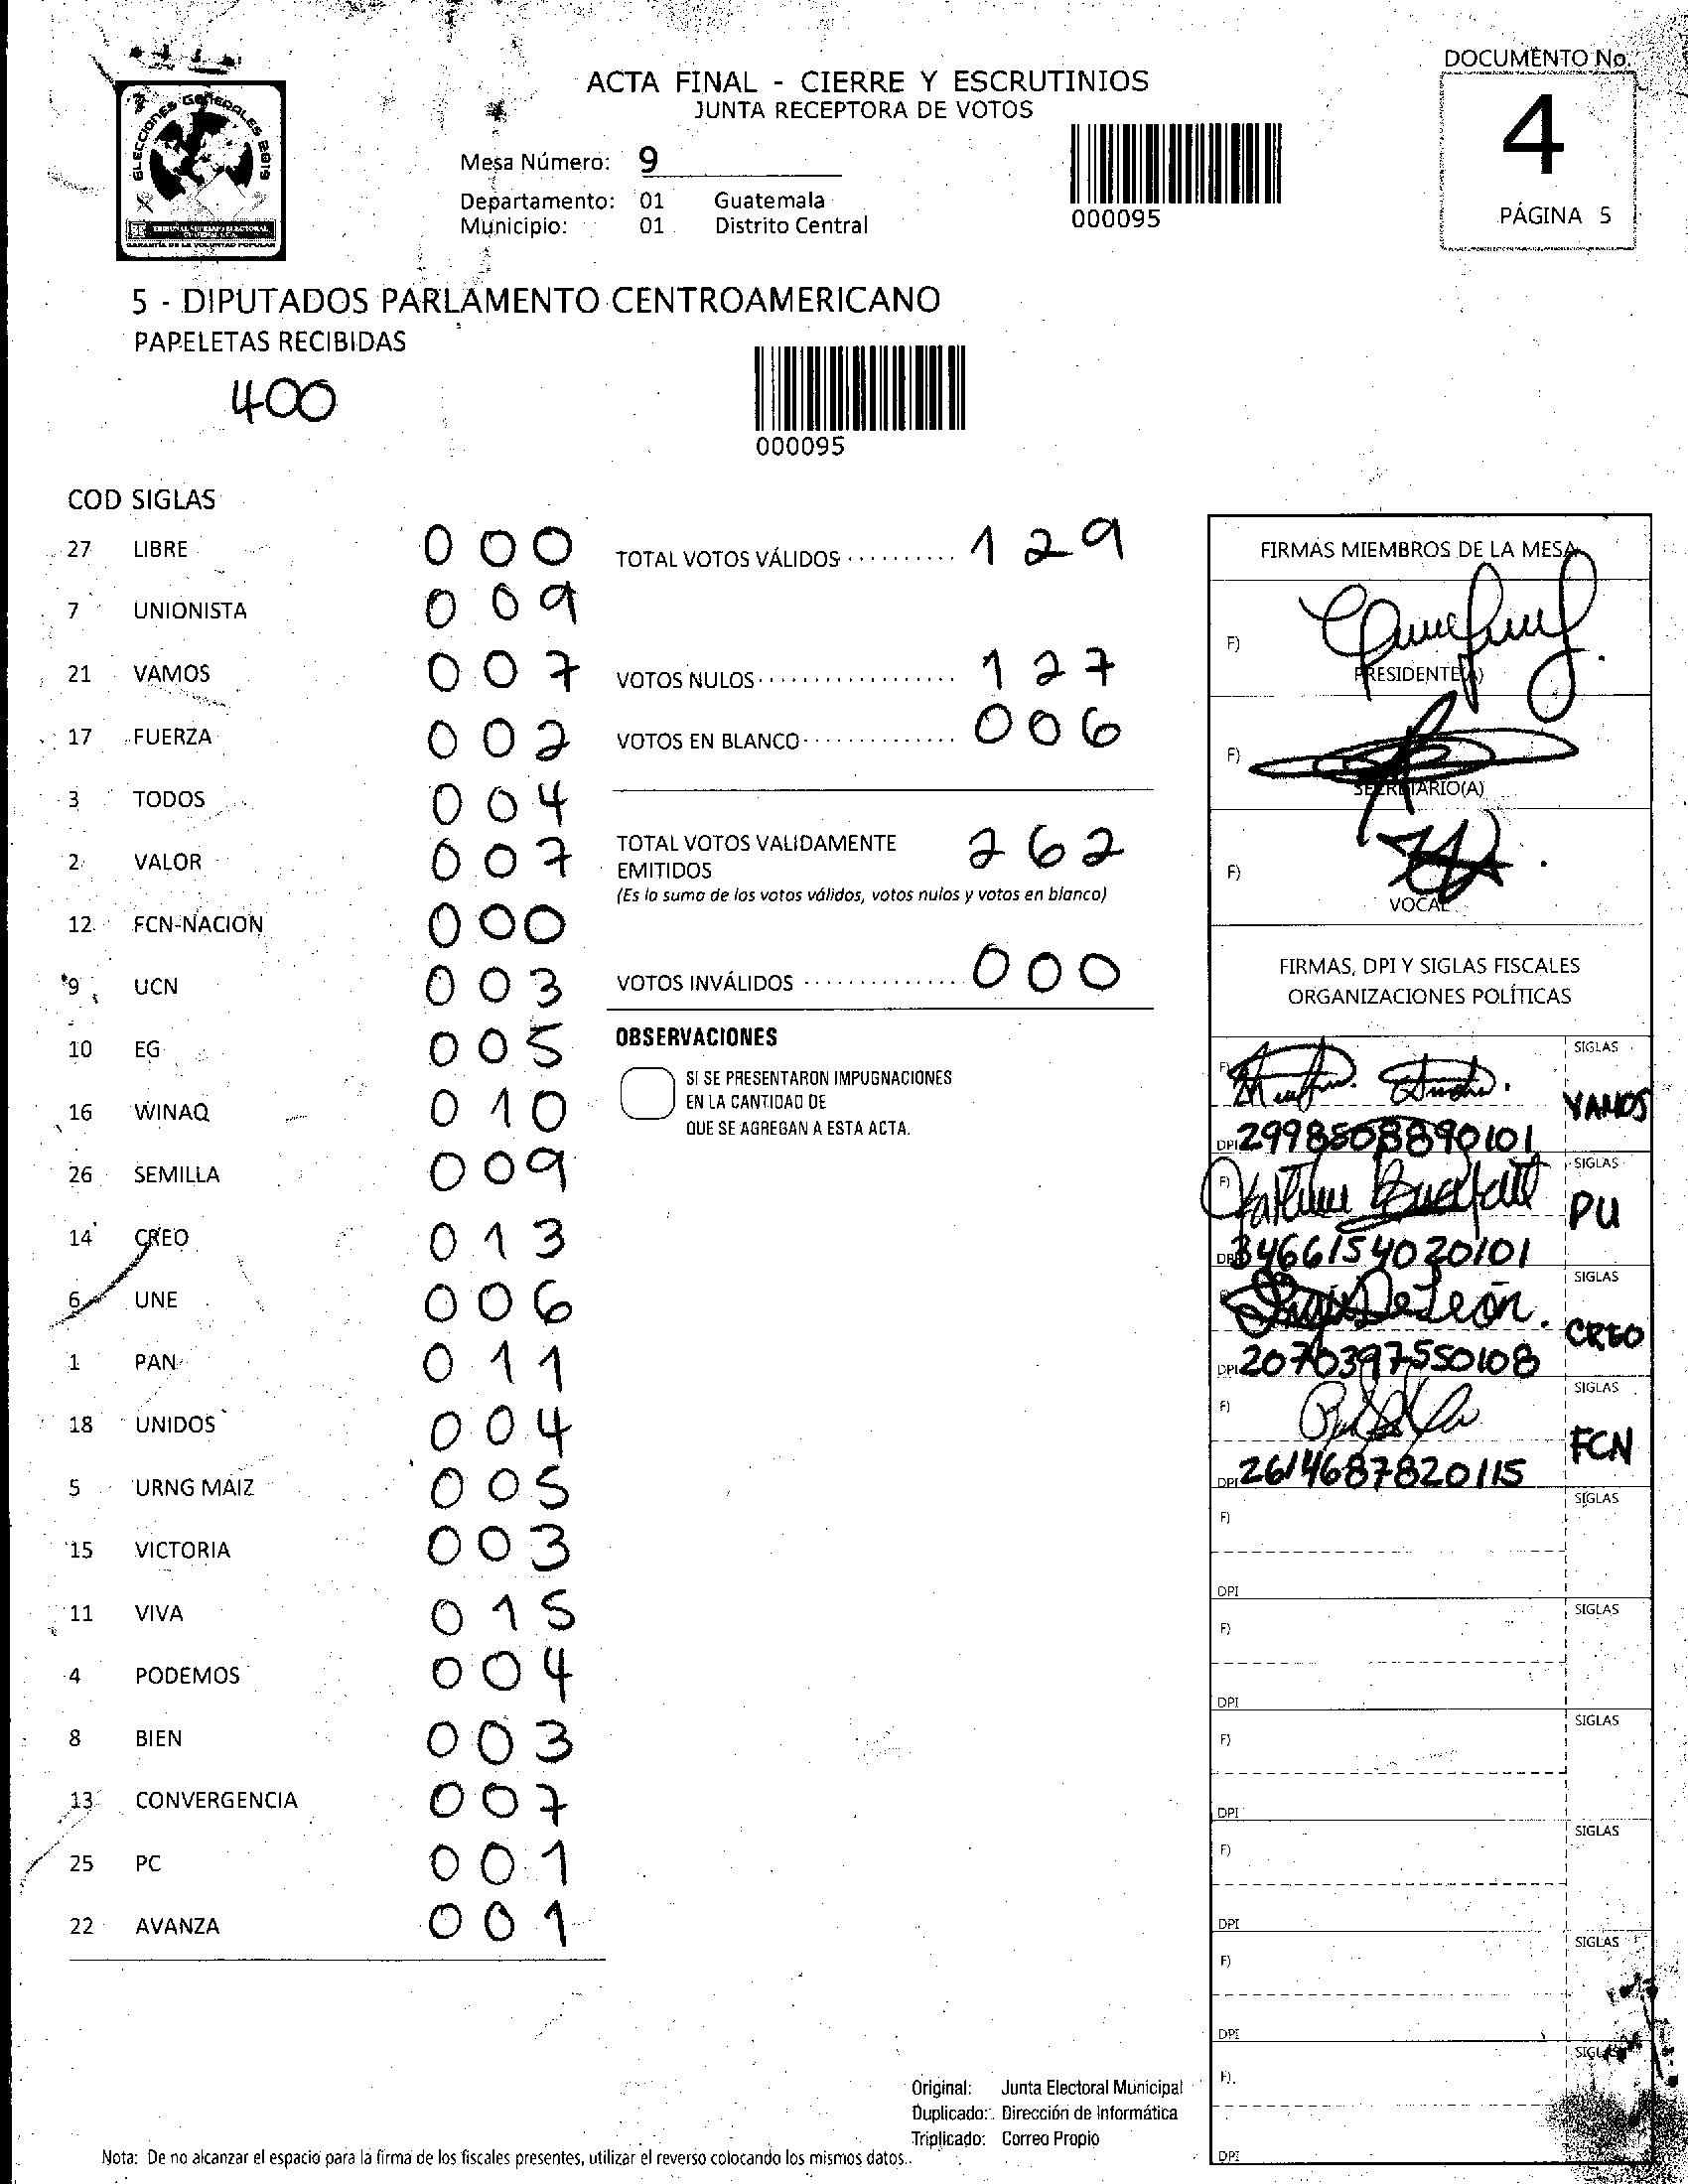 DOCUMENTO No.
4
PÁGINA 5
ELECCIONES GENERALES 2019
TRIBUNAL SUPREMO ELECTORAL
GUATEMALA, C.A.
GARANTÍA DE LA VOLUNTAD POPULAR
ACTA FINAL - CIERRE Y ESCRUTINIOS
JUNTA RECEPTORA DE VOTOS
Mesa Número: 9
Departamento: 01 Guatemala
Municipio: 01 Distrito Central
000095
5 - DIPUTADOS PARLAMENTO CENTROAMERICANO
PAPELETAS RECIBIDAS
400
000095
COD SIGLAS
27 LIBRE 000
7 UNIONISTA 009
21 VAMOS 007
17 FUERZA 002
3 TODOS 004
2 VALOR 007
12 FCN-NACION 000
9 UCN 003
10 EG 005
16 WINAQ 010
26 SEMILLA 009
14 CREO 013
6 UNE 006
1 PAN 011
18 UNIDOS 004
5 URNG MAIZ 005
15 VICTORIA 003
11 VIVA 015
4 PODEMOS 004
8 BIEN 003
13 CONVERGENCIA 007
25 PC 001
22 AVANZA 001
TOTAL VOTOS VÁLIDOS .......... 129
VOTOS NULOS.................. 127
VOTOS EN BLANCO.............. 006
TOTAL VOTOS VALIDAMENTE
EMITIDOS 262
(Es la suma de los votos válidos, votos nulos y votos en blanco)
VOTOS INVÁLIDOS .............. 000
OBSERVACIONES
SI SE PRESENTARON IMPUGNACIONES
EN LA CANTIDAD DE
QUE SE AGREGAN A ESTA ACTA.
FIRMAS MIEMBROS DE LA MESA
F)
PRESIDENTE(A)
F)
SECRETARIO(A)
F)
VOCAL
FIRMAS, DPI Y SIGLAS FISCALES
ORGANIZACIONES POLÍTICAS
F) SIGLAS
VAMOS
DPI 2998508890101
F) SIGLAS
PU
DPI 3466154020101
SIGLAS
De León.
CREO
DPI 2070397550108
F) SIGLAS
FCN
DPI 2614687820115
F) SIGLAS
DPI
F) SIGLAS
DPI
F) SIGLAS
DPI
F) SIGLAS
DPI
F) SIGLAS
DPI
F). SIGLAS
DPI
Original: Junta Electoral Municipal
Duplicado: Dirección de Informática
Triplicado: Correo Propio
Nota: De no alcanzar el espacio para la firma de los fiscales presentes, utilizar el reverso colocando los mismos datos..